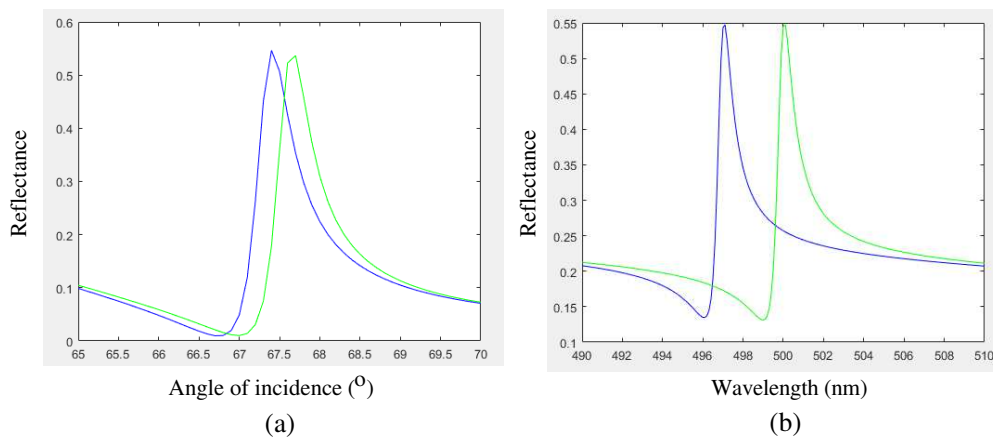 0.6
0.5
0.4
0.3
0.2
0.1
0
Reflectance
65 65.5 66 66.5 67 67.5 68 68.5 69 69.5 70
Angle of incidence (°)
(a)
0.55
0.5
0.45
0.4
0.35
0.3
0.25
0.2
0.15
0.1
Reflectance
490 492 494 496 498 500 502 504 506 508 510
Wavelength (nm)
(b)